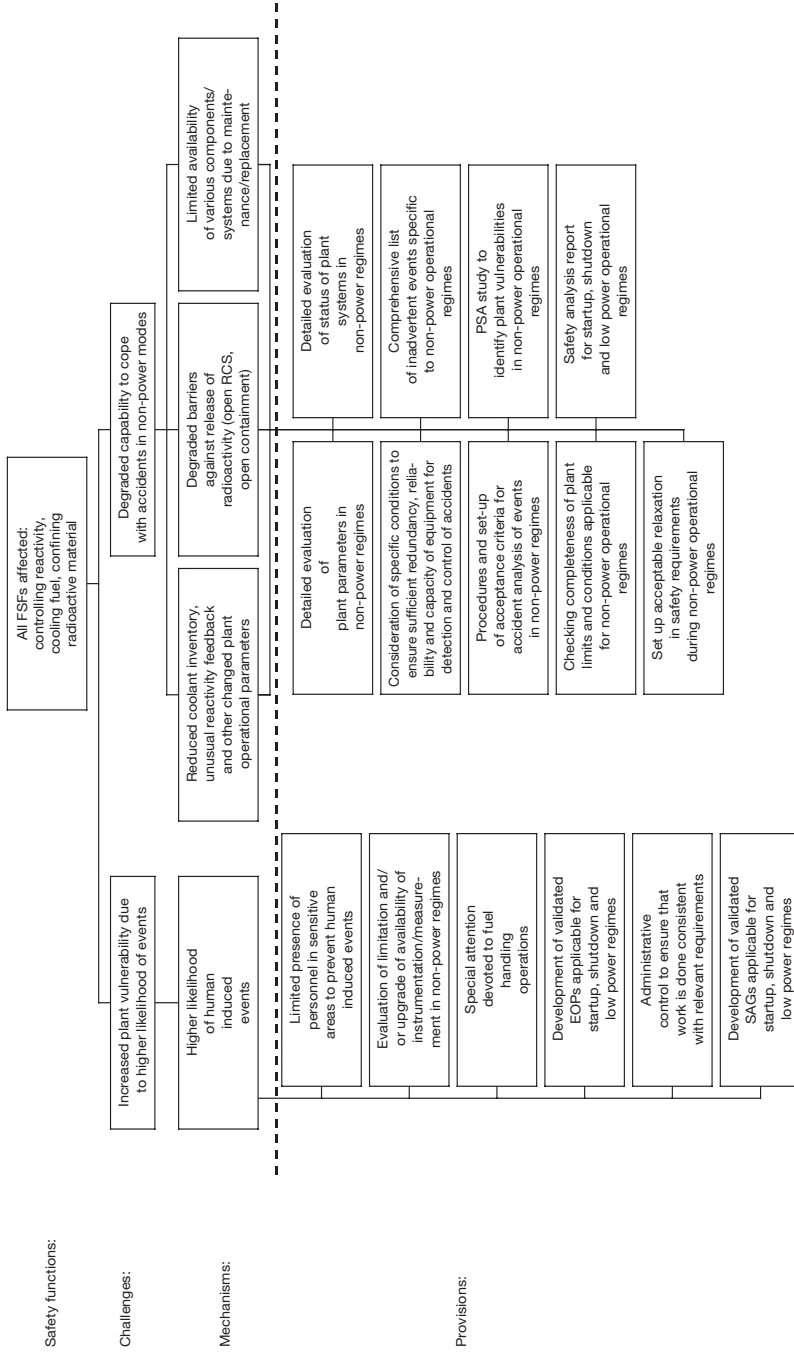 Safety functions:
All FSFs affected:
controlling reactivity,
cooling fuel, confining
radioactive material
Challenges:
Increased plant vulnerability due
to higher likelihood of events
Degraded capability to cope
with accidents in non-power modes
Mechanisms:
Higher likelihood
of human
induced
events
Reduced coolant inventory,
unusual reactivity feedback
and other changed plant
operational parameters
Degraded barriers
against release of
radioactivity (open RCS,
open containment)
Limited availability
of various components/
systems due to mainte-
nance/replacement
Provisions:
Limited presence of
personnel in sensitive
areas to prevent human
induced events
Evaluation of limitation and/
or upgrade of availability of
instrumentation/measure-
ment in non-power regimes
Special attention
devoted to fuel
handling
operations
Development of validated
EOPs applicable for
startup, shutdown and
low power regimes
Administrative
control to ensure that
work is done consistent
with relevant requirements
Development of validated
SAGs applicable for
startup, shutdown and
low power regimes
Detailed evaluation
of
plant parameters in
non-power regimes
Consideration of specific conditions to
ensure sufficient redundancy, relia-
bility and capacity of equipment for
detection and control of accidents
Procedures and set-up
of acceptance criteria for
accident analysis of events
in non-power regimes
Checking completeness of plant
limits and conditions applicable
for non-power operational
regimes
Set up acceptable relaxation
in safety requirements
during non-power operational
regimes
Detailed evaluation
of status of plant
systems in
non-power regimes
Comprehensive list
of inadvertent events specific
to non-power operational
regimes
PSA study to
identify plant vulnerabilities
in non-power operational
regimes
Safety analysis report
for startup, shutdown
and low power operational
regimes